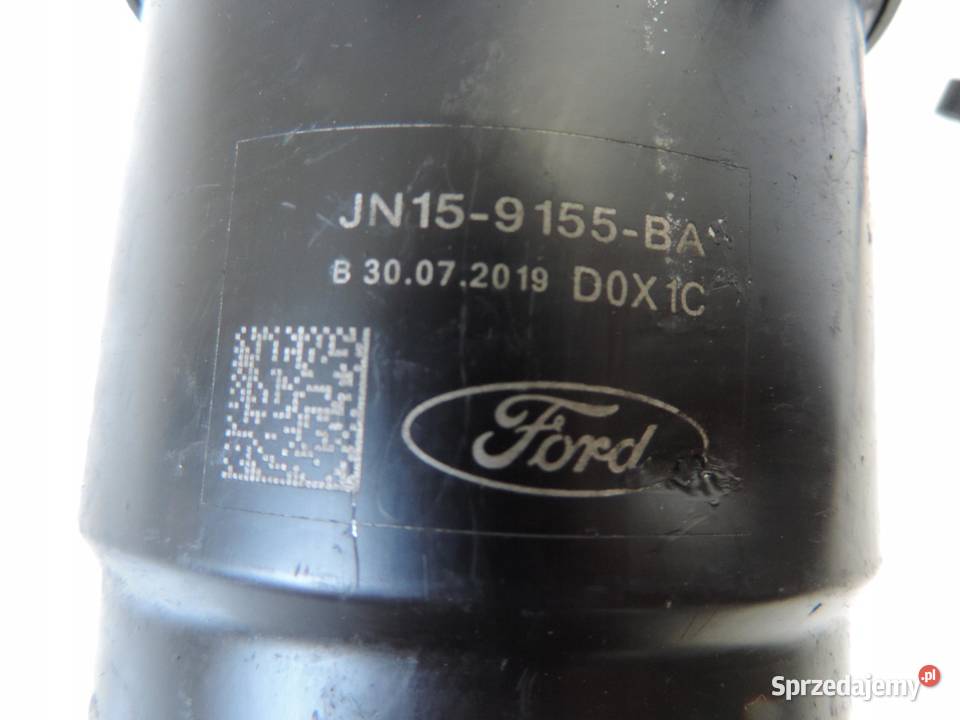 JN15-9155-BA
B 30.07.2019 D0X1C
Ford
Sprzedajemy.pl